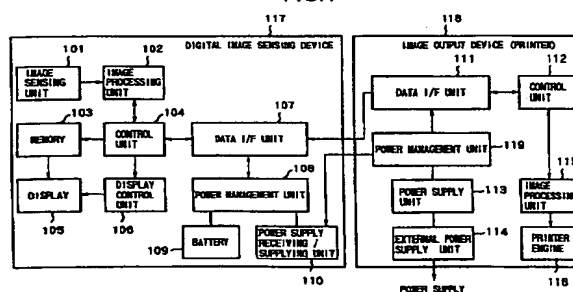 117
118
DIGITAL IMAGE SENSING DEVICE
IMAGE OUTPUT DEVICE (PRINTER)
101
102
111
112
IMAGE SENSING UNIT
IMAGE PROCESSING UNIT
DATA I/F UNIT
CONTROL UNIT
103
104
107
MEMORY
CONTROL UNIT
DATA I/F UNIT
POWER MANAGEMENT UNIT
119
108
113
115
DISPLAY
DISPLAY CONTROL UNIT
POWER MANAGEMENT UNIT
POWER SUPPLY UNIT
IMAGE PROCESSING UNIT
105
106
114
109
BATTERY
POWER SUPPLY RECEIVING / SUPPLYING UNIT
EXTERNAL POWER SUPPLY UNIT
PRINTER ENGINE
110
116
POWER SUPPLY